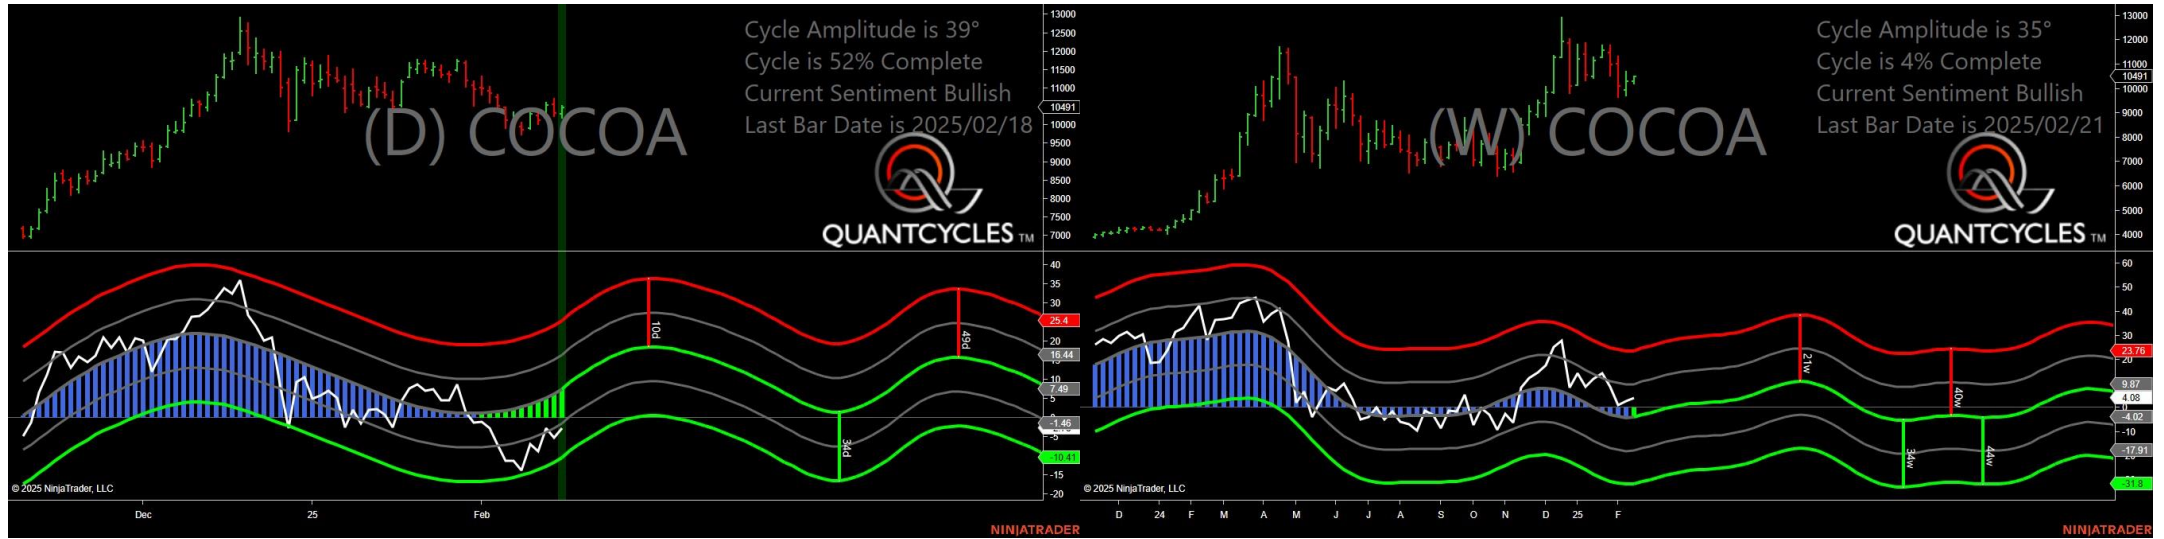 Cycle Amplitude is 39°
Cycle is 52% Complete
Current Sentiment Bullish
Last Bar Date is 2025/02/18
(D) COCOA
QUANTCYCLES TM
13000
12500
12000
11500
10491
10000
9500
9000
8500
8000
7500
7000
40
35
30
25.4
20
16.44
10
7.49
5
-1.46
-5
-10.41
-15
-20
10d
34d
49d
© 2025 NinjaTrader, LLC
Dec
25
Feb
NINJATRADER
Cycle Amplitude is 35°
Cycle is 4% Complete
Current Sentiment Bullish
Last Bar Date is 2025/02/21
(W) COCOA
QUANTCYCLES TM
13000
12000
11000
10491
10000
9000
8000
7000
6000
5000
4000
60
50
40
30
23.76
20
9.87
4.08
0
-4.02
-10
-17.91
-31.8
21w
34w
40w
44w
© 2025 NinjaTrader, LLC
D 24 F M A M J J A S O N D 25 F
NINJATRADER